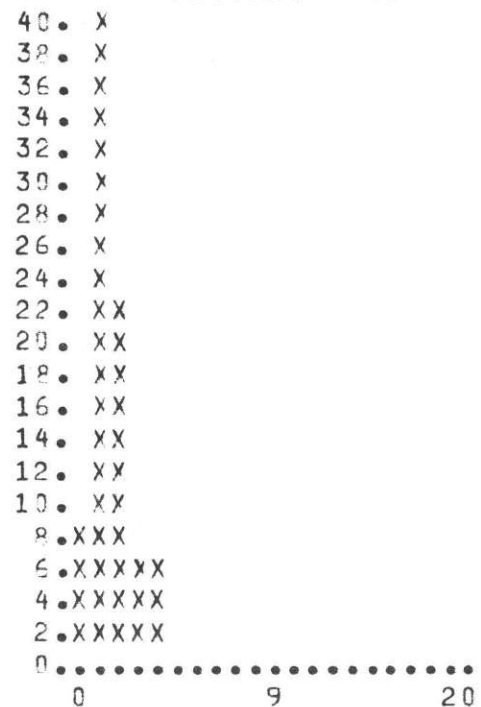 40. X
38. X
36. X
34. X
32. X
30. X
28. X
26. X
24. X
22. XX
20. XX
18. XX
16. XX
14. XX
12. XX
10. XX
8.XXX
6.XXXXX
4.XXXXX
2.XXXXX
0....................
0 9 20